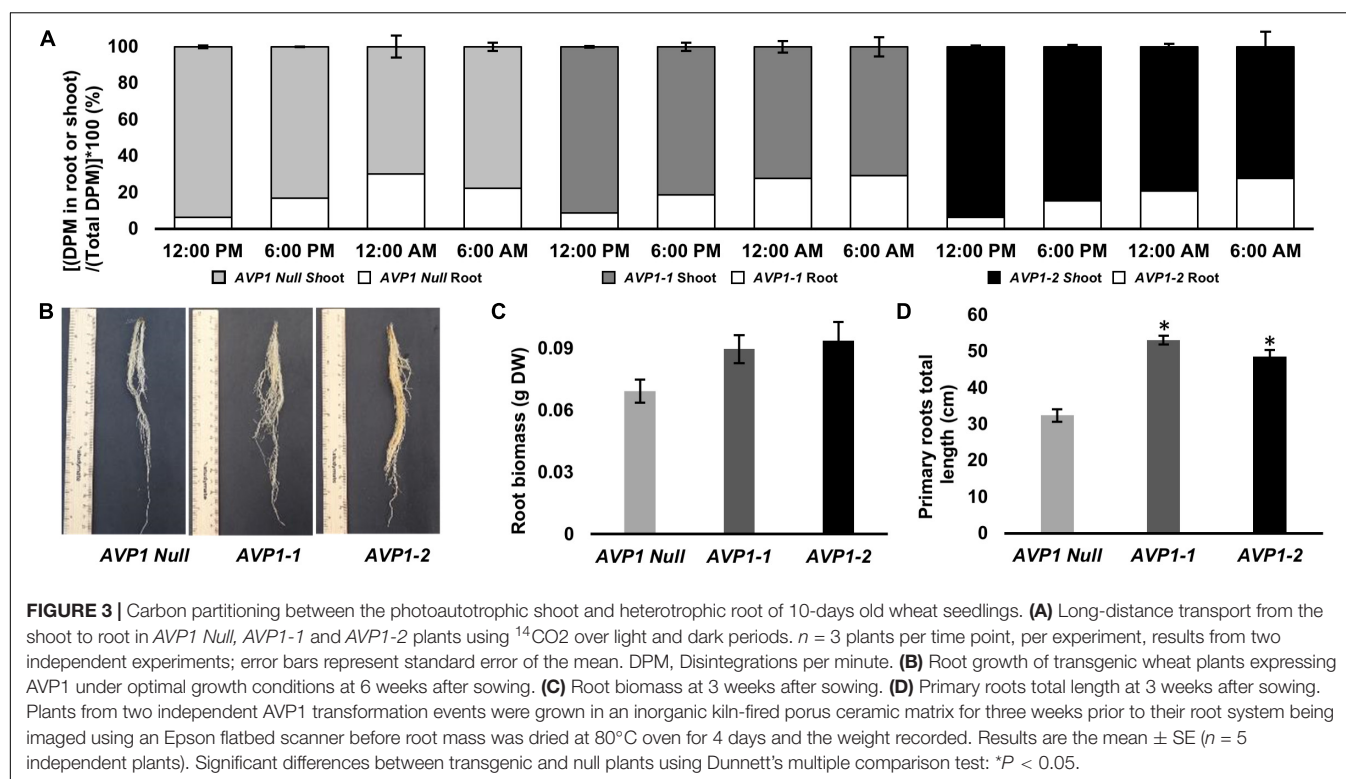 A
[(DPM in root or shoot)
/(Total DPM)]*100 (%)
100
80
60
40
20
0
12:00 PM 6:00 PM 12:00 AM 6:00 AM 12:00 PM 6:00 PM 12:00 AM 6:00 AM 12:00 PM 6:00 PM 12:00 AM 6:00 AM
AVP1 Null Shoot AVP1 Null Root AVP1-1 Shoot AVP1-1 Root AVP1-2 Shoot AVP1-2 Root
B
AVP1 Null AVP1-1 AVP1-2
C
Root biomass (g DW)
0.09
0.06
0.03
0
AVP1 Null AVP1-1 AVP1-2
D
Primary roots total
length (cm)
60
50
40
30
20
10
0
* *
AVP1 Null AVP1-1 AVP1-2
FIGURE 3 | Carbon partitioning between the photoautotrophic shoot and heterotrophic root of 10-days old wheat seedlings. (A) Long-distance transport from the
shoot to root in AVP1 Null, AVP1-1 and AVP1-2 plants using 14CO2 over light and dark periods. n = 3 plants per time point, per experiment, results from two
independent experiments; error bars represent standard error of the mean. DPM, Disintegrations per minute. (B) Root growth of transgenic wheat plants expressing
AVP1 under optimal growth conditions at 6 weeks after sowing. (C) Root biomass at 3 weeks after sowing. (D) Primary roots total length at 3 weeks after sowing.
Plants from two independent AVP1 transformation events were grown in an inorganic kiln-fired porus ceramic matrix for three weeks prior to their root system being
imaged using an Epson flatbed scanner before root mass was dried at 80°C oven for 4 days and the weight recorded. Results are the mean ± SE (n = 5
independent plants). Significant differences between transgenic and null plants using Dunnett's multiple comparison test: *P < 0.05.